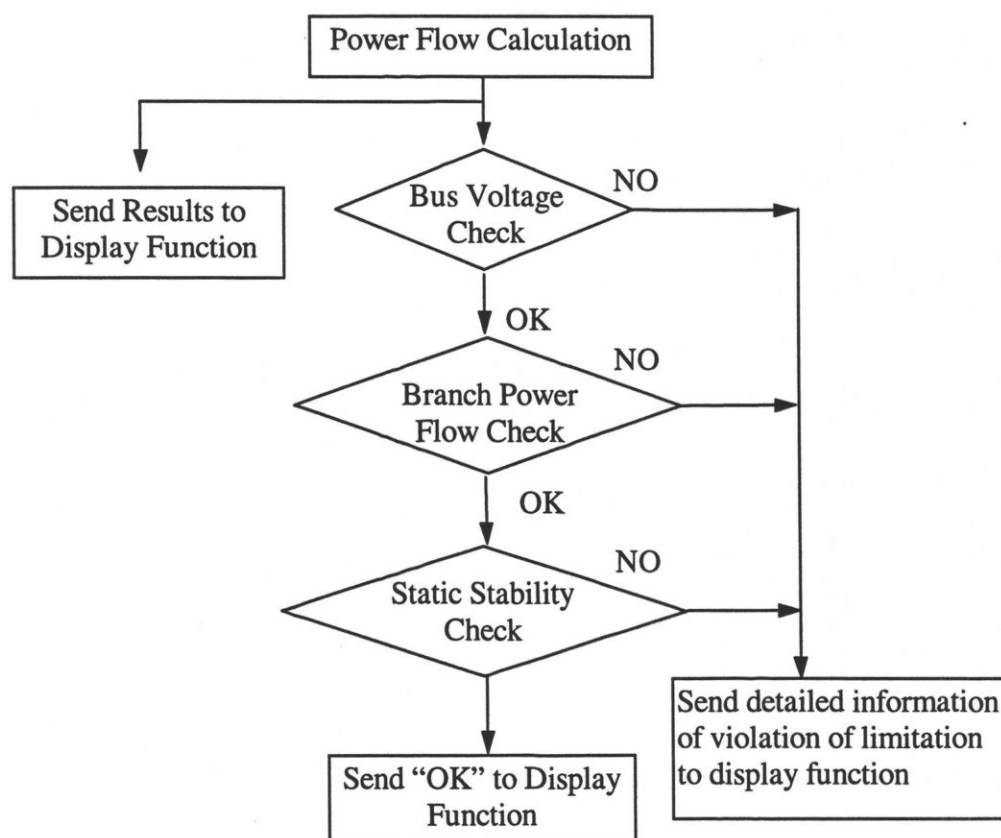 Power Flow Calculation
Send Results to
Display Function
Bus Voltage
Check
NO
OK
Branch Power
Flow Check
NO
OK
Static Stability
Check
NO
Send detailed information
of violation of limitation
to display function
Send “OK” to Display
Function